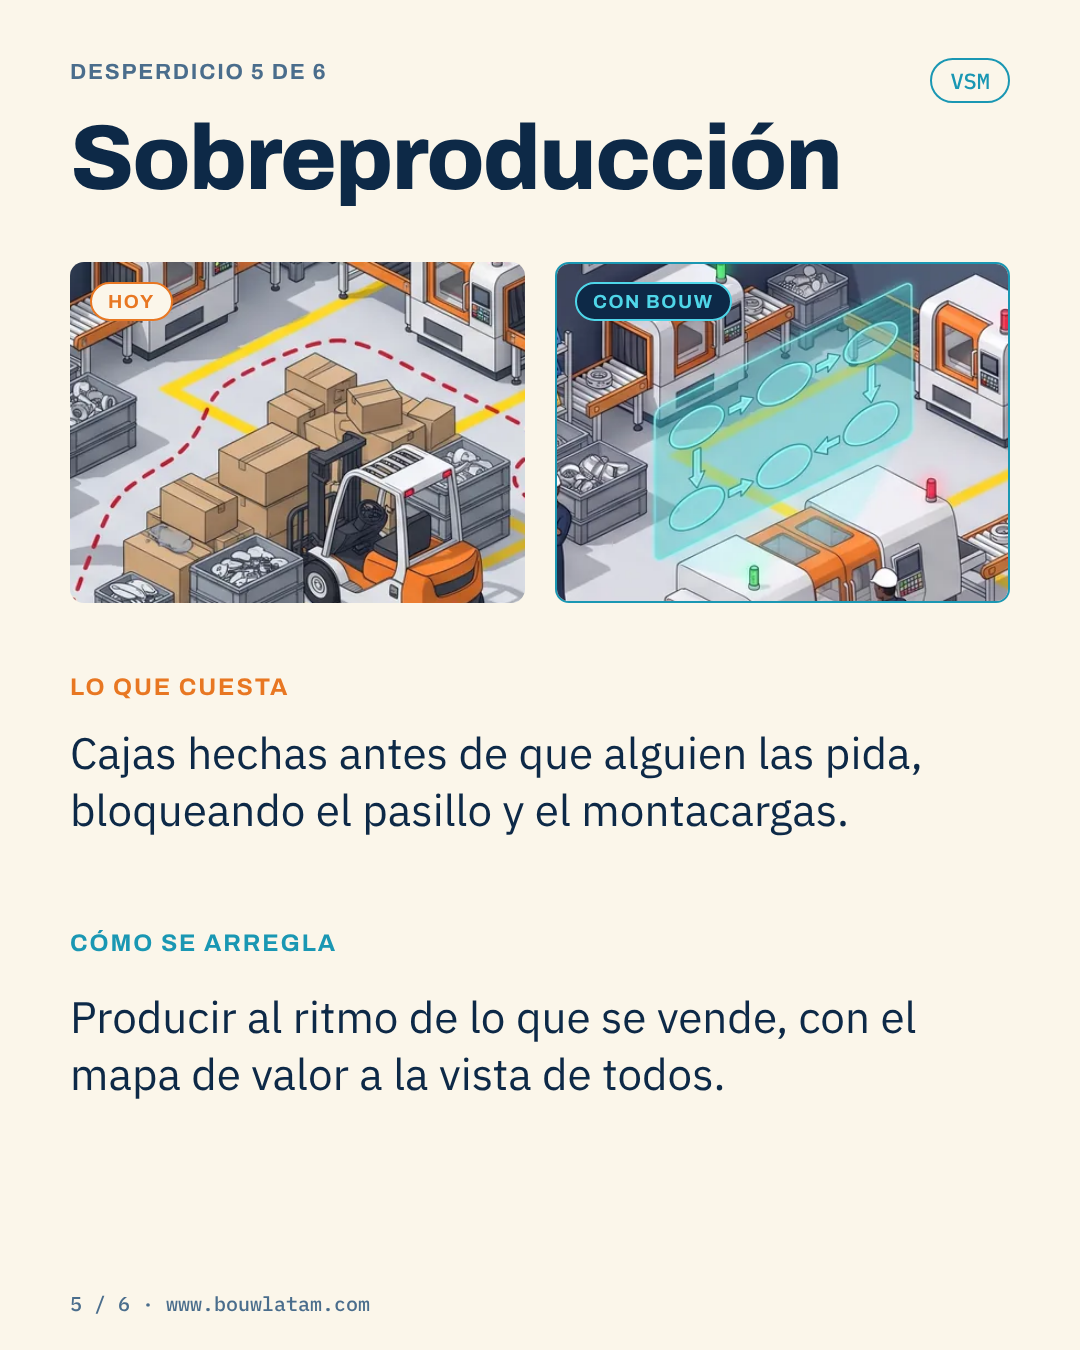 DESPERDICIO 5 DE 6
VSM
Sobreproducción
HOY
CON BOUW
LO QUE CUESTA
Cajas hechas antes de que alguien las pida,
bloqueando el pasillo y el montacargas.
CÓMO SE ARREGLA
Producir al ritmo de lo que se vende, con el
mapa de valor a la vista de todos.
5 / 6 · www.bouwlatam.com